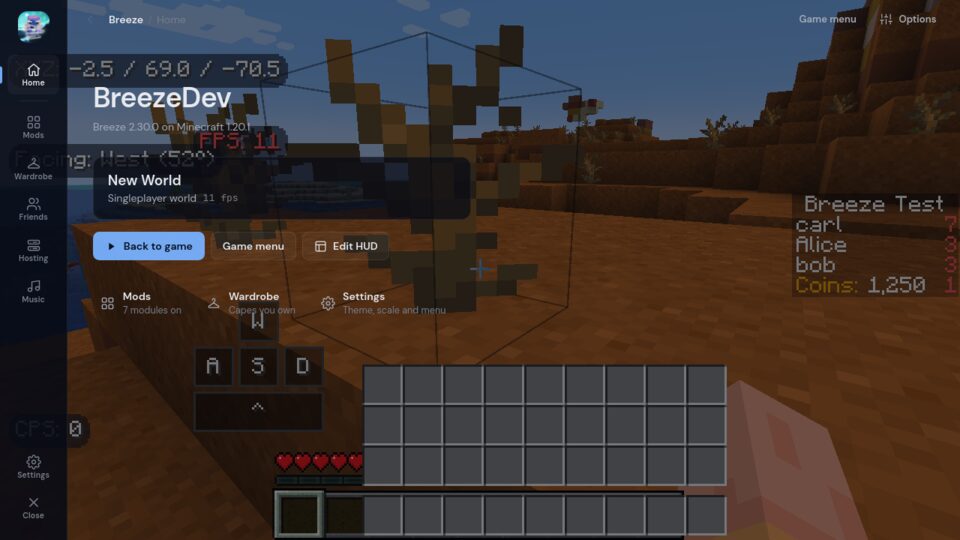 Breeze / Home
Game menu
Options
-2.5 / 69.0 / -70.5
Home
BreezeDev
Breeze 2.30.0 on Minecraft 1.20.1
FPS: 11
Mods
Facing: West (52°)
Wardrobe
New World
Singleplayer world 11 fps
Friends
Breeze Test
carl 7
Alice 3
bob 3
Coins: 1,250 1
Hosting
Back to game
Game menu
Edit HUD
Music
Mods
7 modules on
Wardrobe
Capes you own
Settings
Theme, scale and menu
W
A S D
^
CPS: 0
Settings
Close